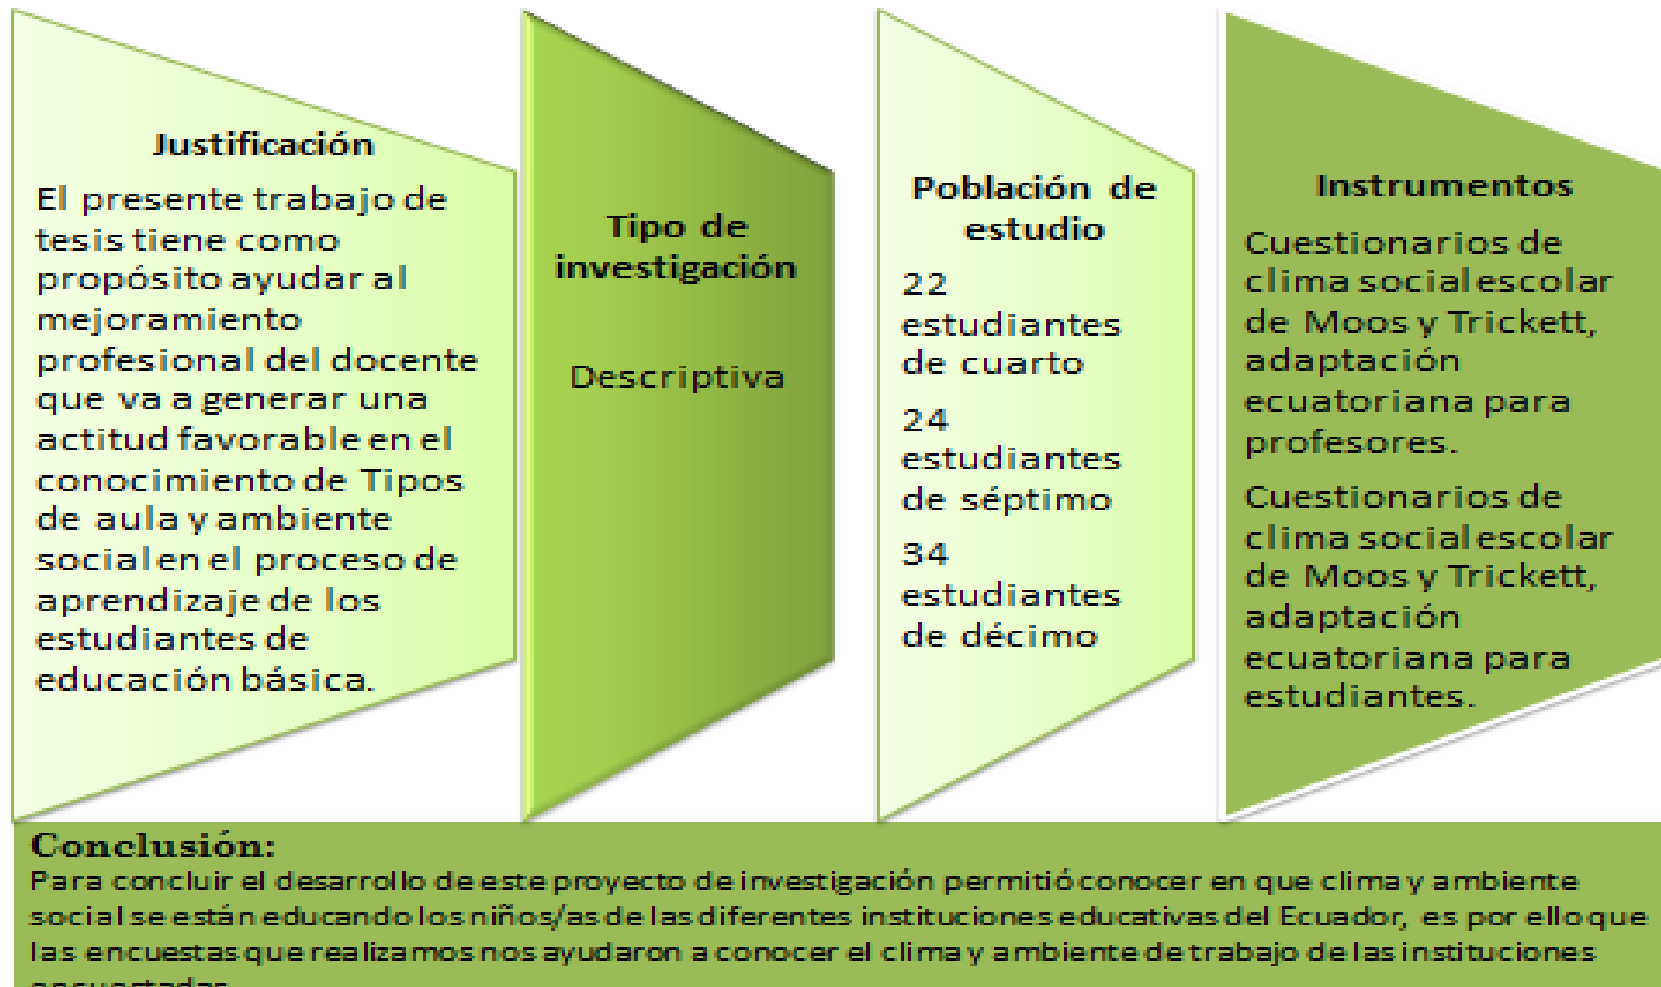 Justificación
El presente trabajo de
tesis tiene como
propósito ayudar al
mejoramiento
profesional del docente
que va a generar una
actitud favorable en el
conocimiento de Tipos
de aula y ambiente
social en el proceso de
aprendizaje de los
estudiantes de
educación básica.
Tipo de
investigación
Descriptiva
Población de
estudio
22
estudiantes
de cuarto
24
estudiantes
de séptimo
34
estudiantes
de décimo
Instrumentos
Cuestionarios de
clima social escolar
de Moos y Trickett,
adaptación
ecuatoriana para
profesores.
Cuestionarios de
clima social escolar
de Moos y Trickett,
adaptación
ecuatoriana para
estudiantes.
Conclusión:
Para concluir el desarrollo de este proyecto de investigación permitió conocer en que clima y ambiente
social se están educando los niños/as de las diferentes instituciones educativas del Ecuador, es por ello que
las encuestas que realizamos nos ayudaron a conocer el clima y ambiente de trabajo de las instituciones